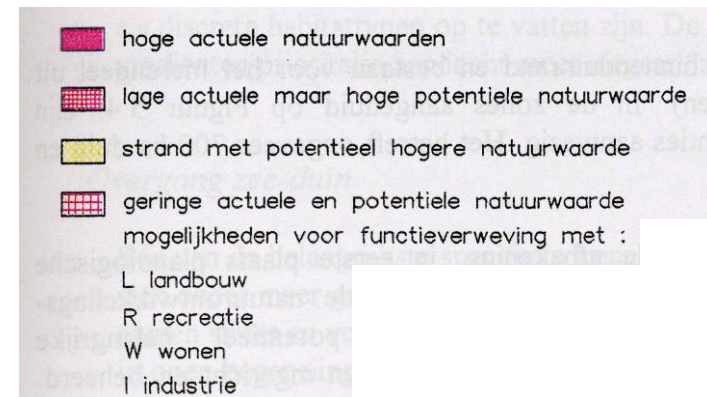 hoge actuele natuurwaarden
lage actuele maar hoge potentiele natuurwaarde
strand met potentieel hogere natuurwaarde
geringe actuele en potentiele natuurwaarde
mogelijkheden voor functieverweving met :
L landbouw
R recreatie
W wonen
I industrie